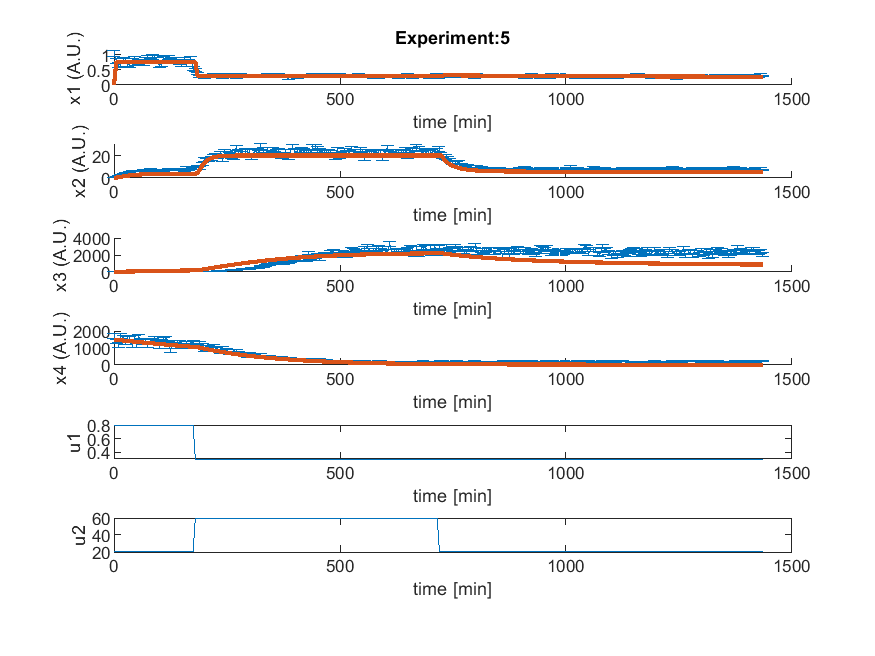 Experiment:5
x1 (A.U.)
1
0.5
0
0 500 1000 1500
time [min]
x2 (A.U.)
20
0
0 500 1000 1500
time [min]
x3 (A.U.)
4000
2000
0
0 500 1000 1500
time [min]
x4 (A.U.)
2000
1000
0
0 500 1000 1500
time [min]
u1
0.8
0.6
0.4
0 500 1000 1500
time [min]
u2
60
40
20
0 500 1000 1500
time [min]